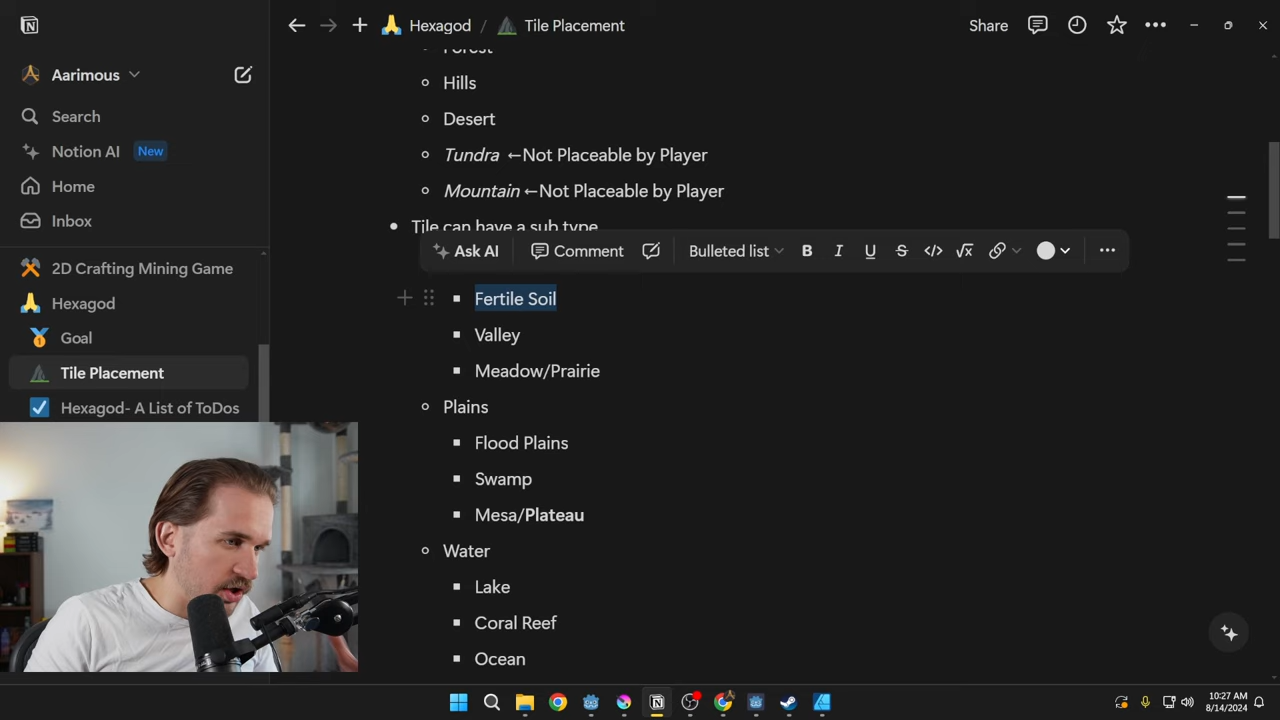 Hexagod / Tile Placement
Share
Aarimous
Search
Notion AI New
Home
Inbox
2D Crafting Mining Game
Hexagod
Goal
Tile Placement
Hexagod- A List of ToDos
Forest
Hills
Desert
Tundra ←Not Placeable by Player
Mountain ←Not Placeable by Player
Tile can have a sub type
Ask AI Comment Bulleted list B I U S </> √x
Fertile Soil
Valley
Meadow/Prairie
Plains
Flood Plains
Swamp
Mesa/Plateau
Water
Lake
Coral Reef
Ocean
10:27 AM
8/14/2024